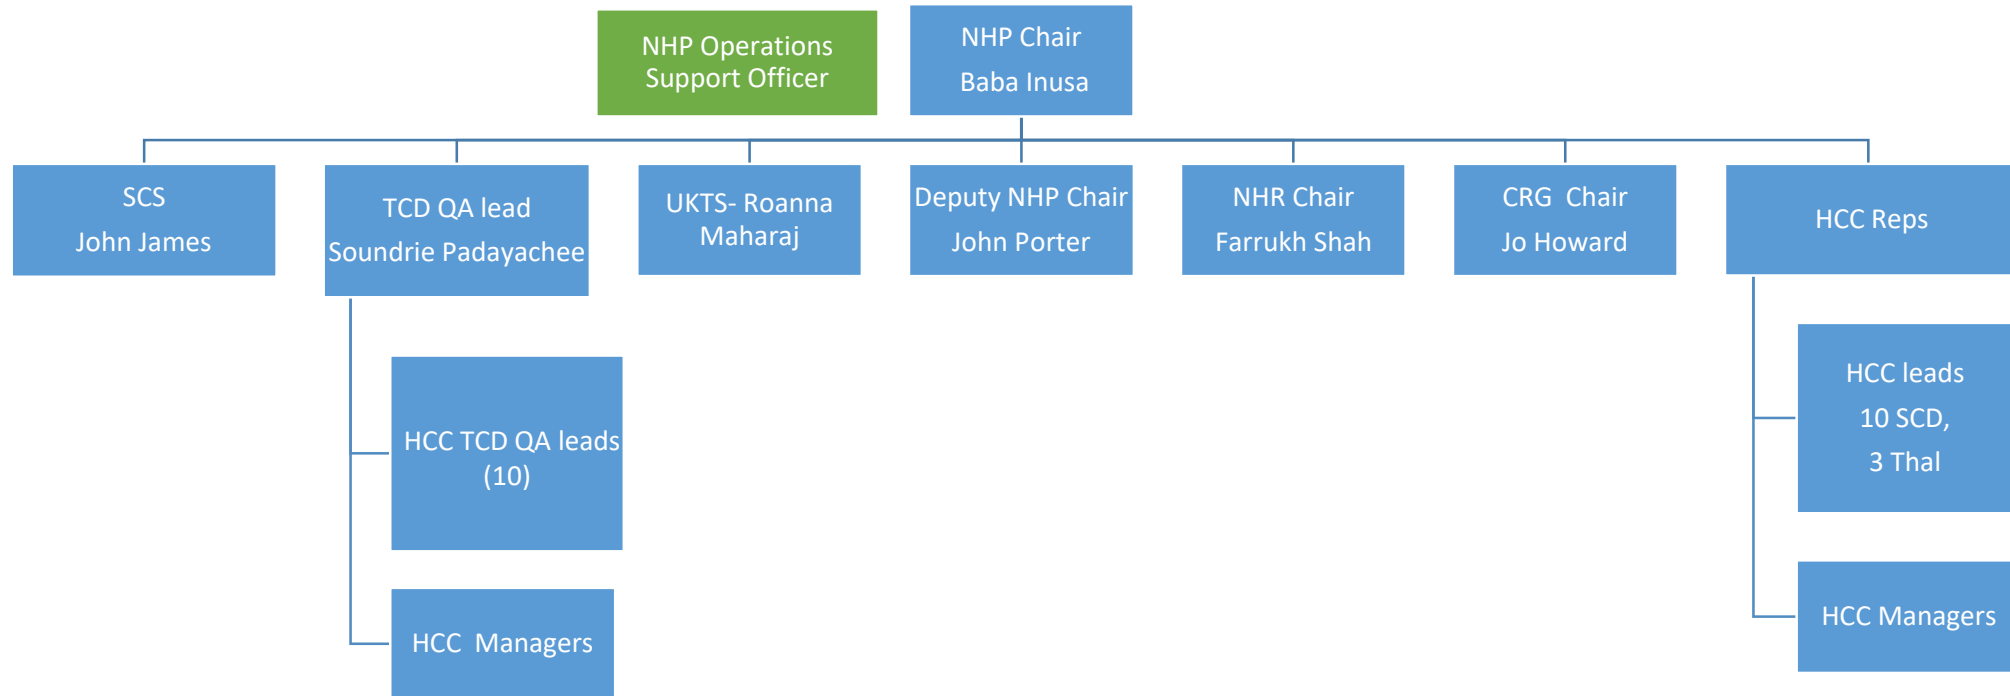 NHP Operations
Support Officer
NHP Chair
Baba Inusa
SCS
John James
TCD QA lead
Soundrie Padayachee
UKTS- Roanna
Maharaj
Deputy NHP Chair
John Porter
NHR Chair
Farrukh Shah
CRG Chair
Jo Howard
HCC Reps
HCC TCD QA leads
(10)
HCC Managers
HCC leads
10 SCD,
3 Thal
HCC Managers